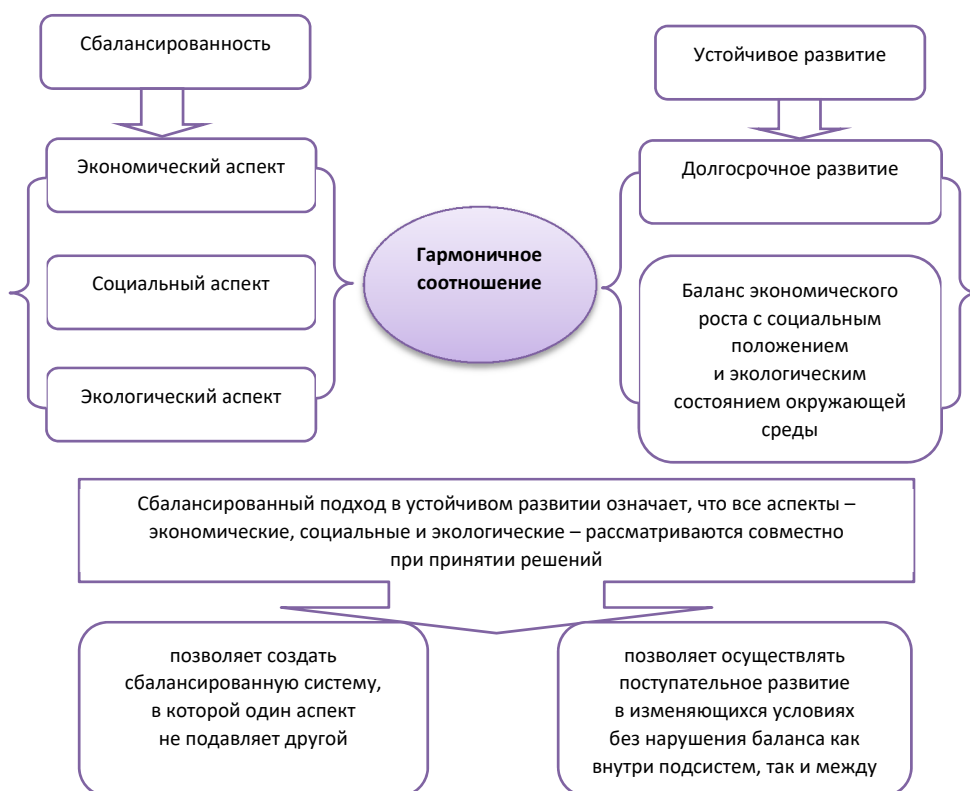 Сбалансированность
Устойчивое развитие
Экономический аспект
Социальный аспект
Экологический аспект
Гармоничное
соотношение
Долгосрочное развитие
Баланс экономического
роста с социальным
положением
и экологическим
состоянием окружающей
среды
Сбалансированный подход в устойчивом развитии означает, что все аспекты –
экономические, социальные и экологические – рассматриваются совместно
при принятии решений
позволяет создать
сбалансированную систему,
в которой один аспект
не подавляет другой
позволяет осуществлять
поступательное развитие
в изменяющихся условиях
без нарушения баланса как
внутри подсистем, так и между